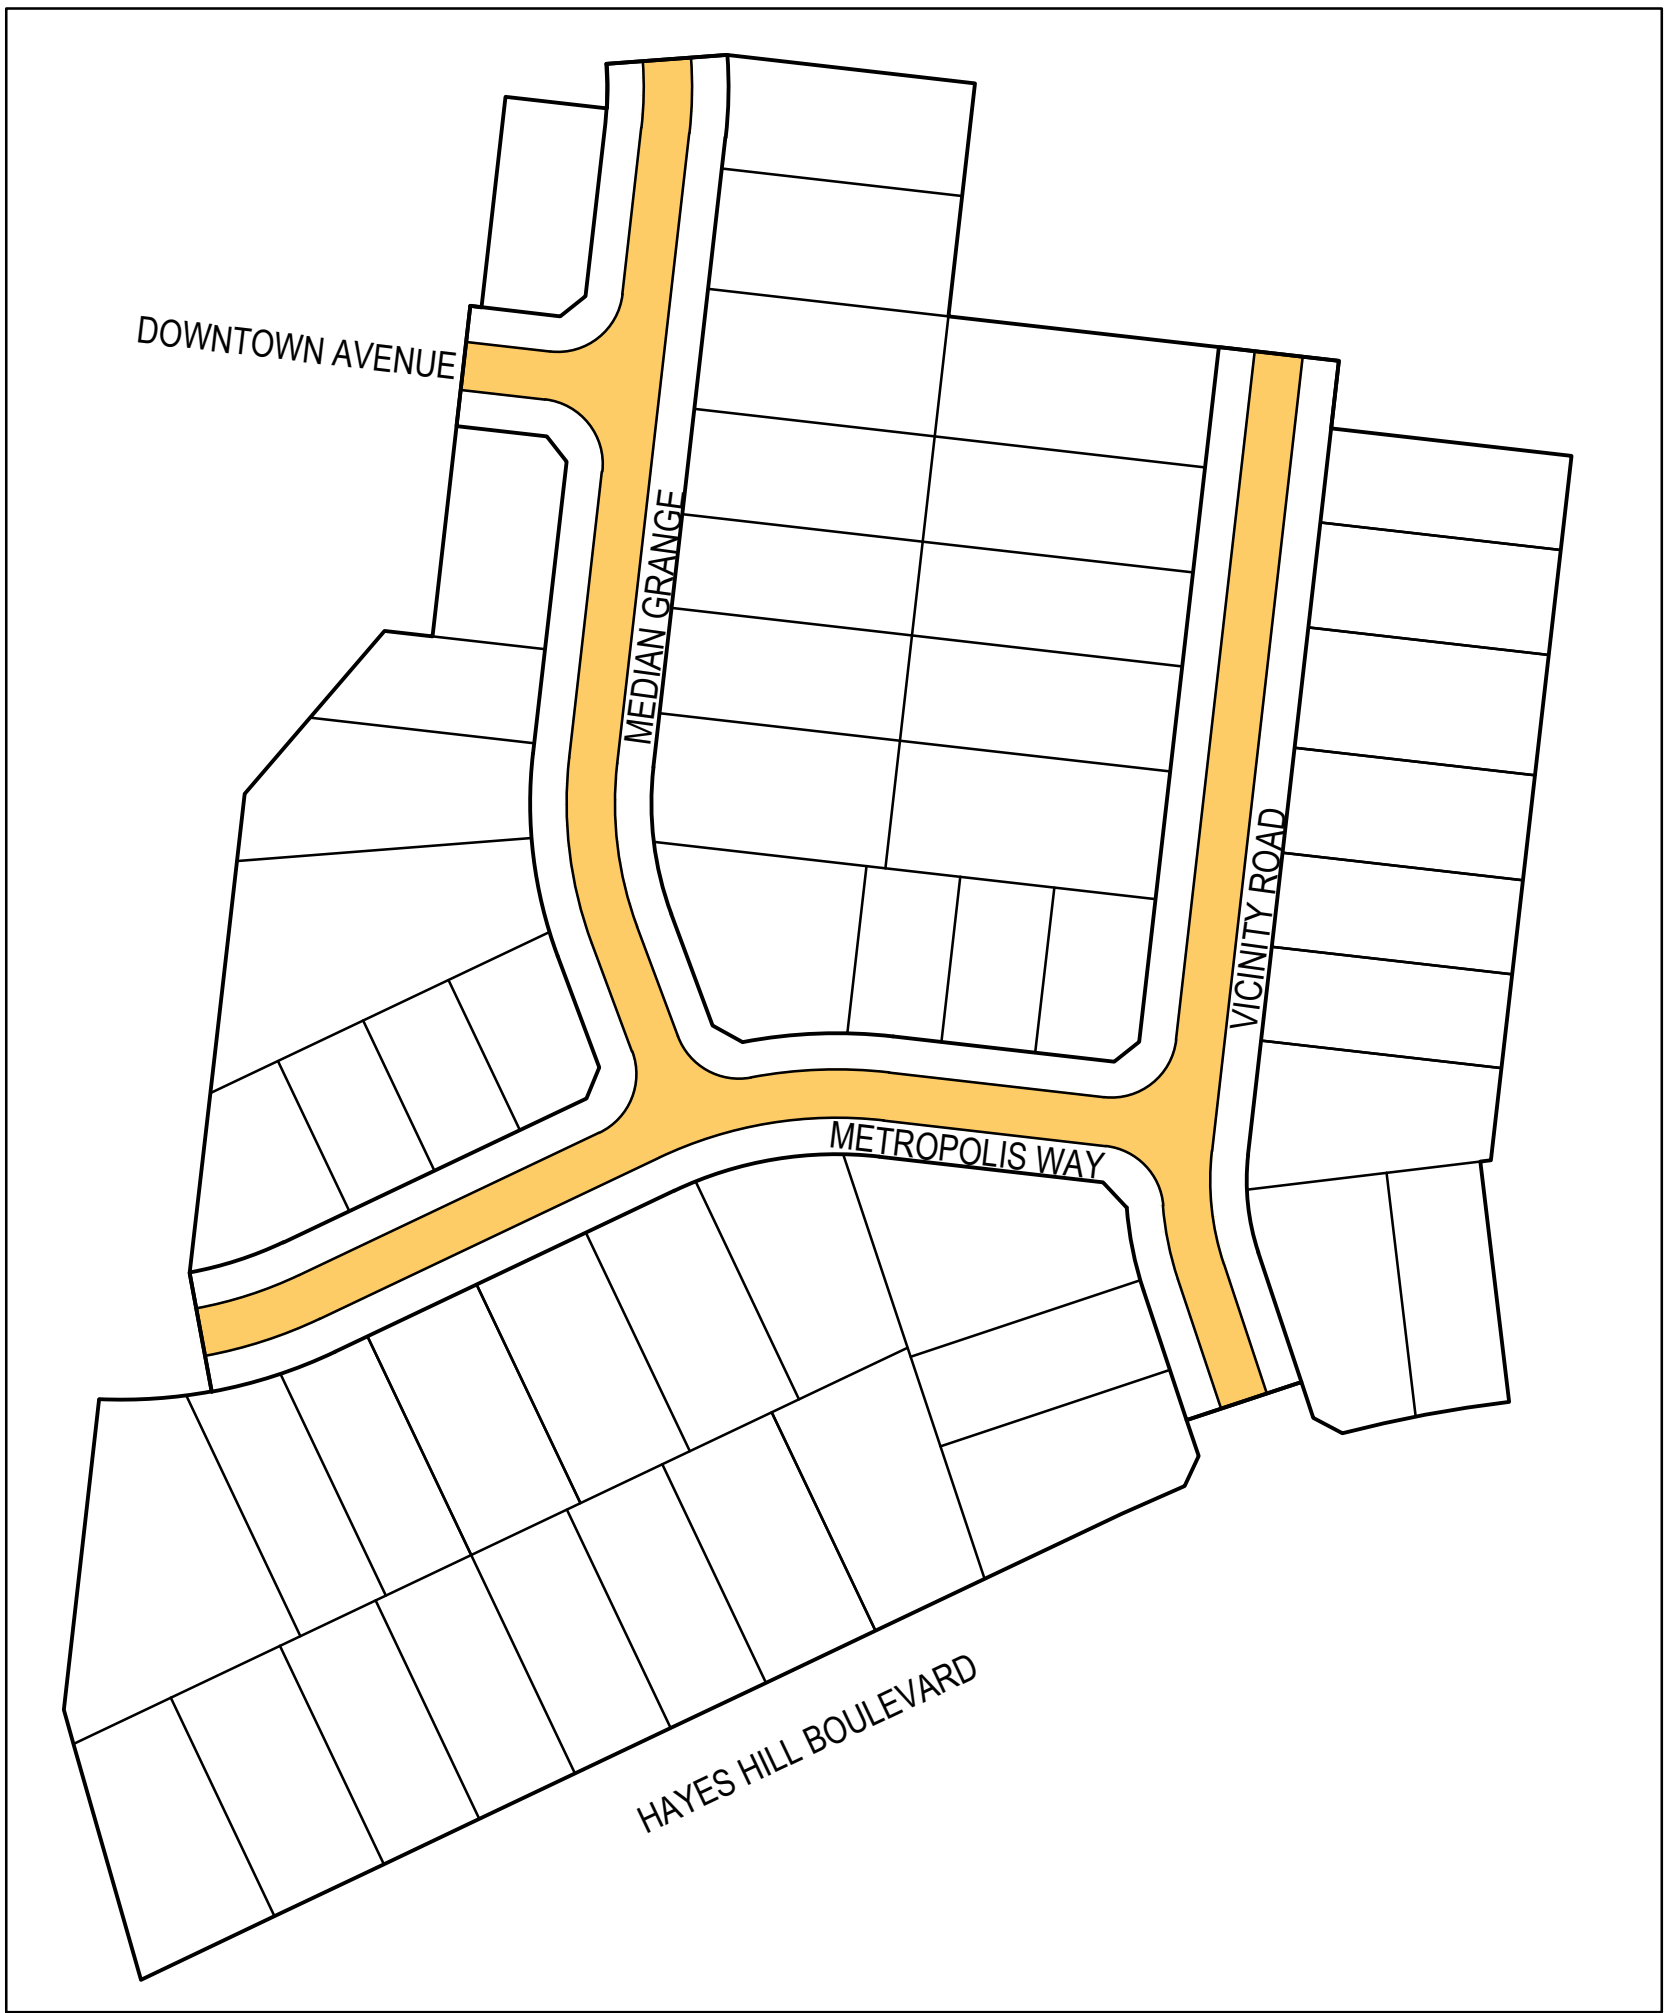 DOWNTOWN AVENUE
MEDIAN GRANGE
VICINITY ROAD
METROPOLIS WAY
HAYES HILL BOULEVARD